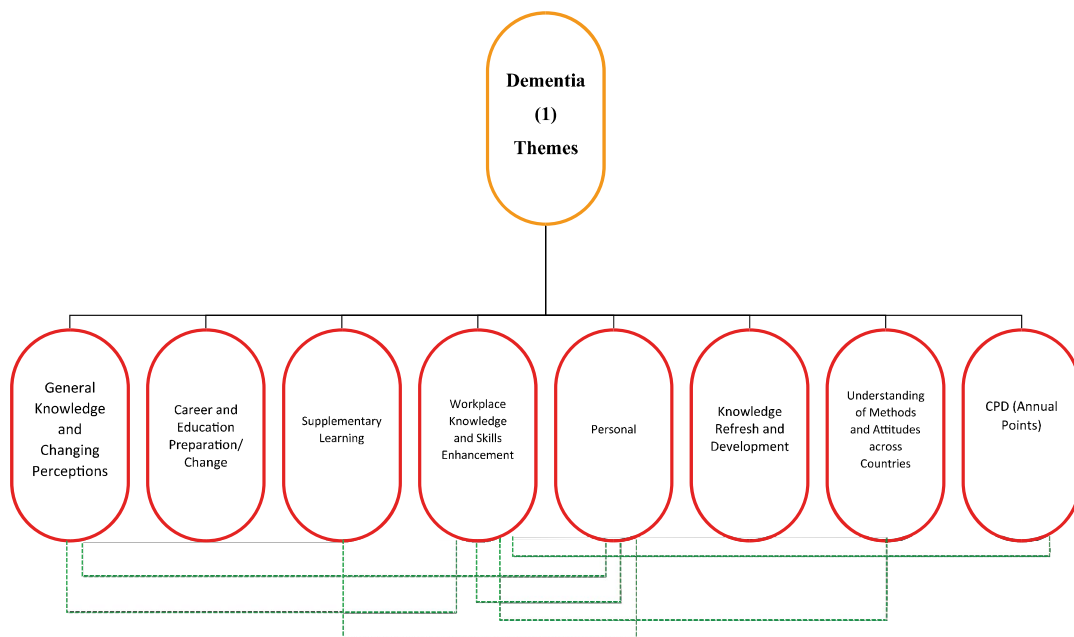 Dementia
(1)
Themes
General
Knowledge
and
Changing
Perceptions
Career and
Education
Preparation/
Change
Supplementary
Learning
Workplace
Knowledge
and Skills
Enhancement
Personal
Knowledge
Refresh and
Development
Understanding
of Methods
and Attitudes
across
Countries
CPD (Annual
Points)